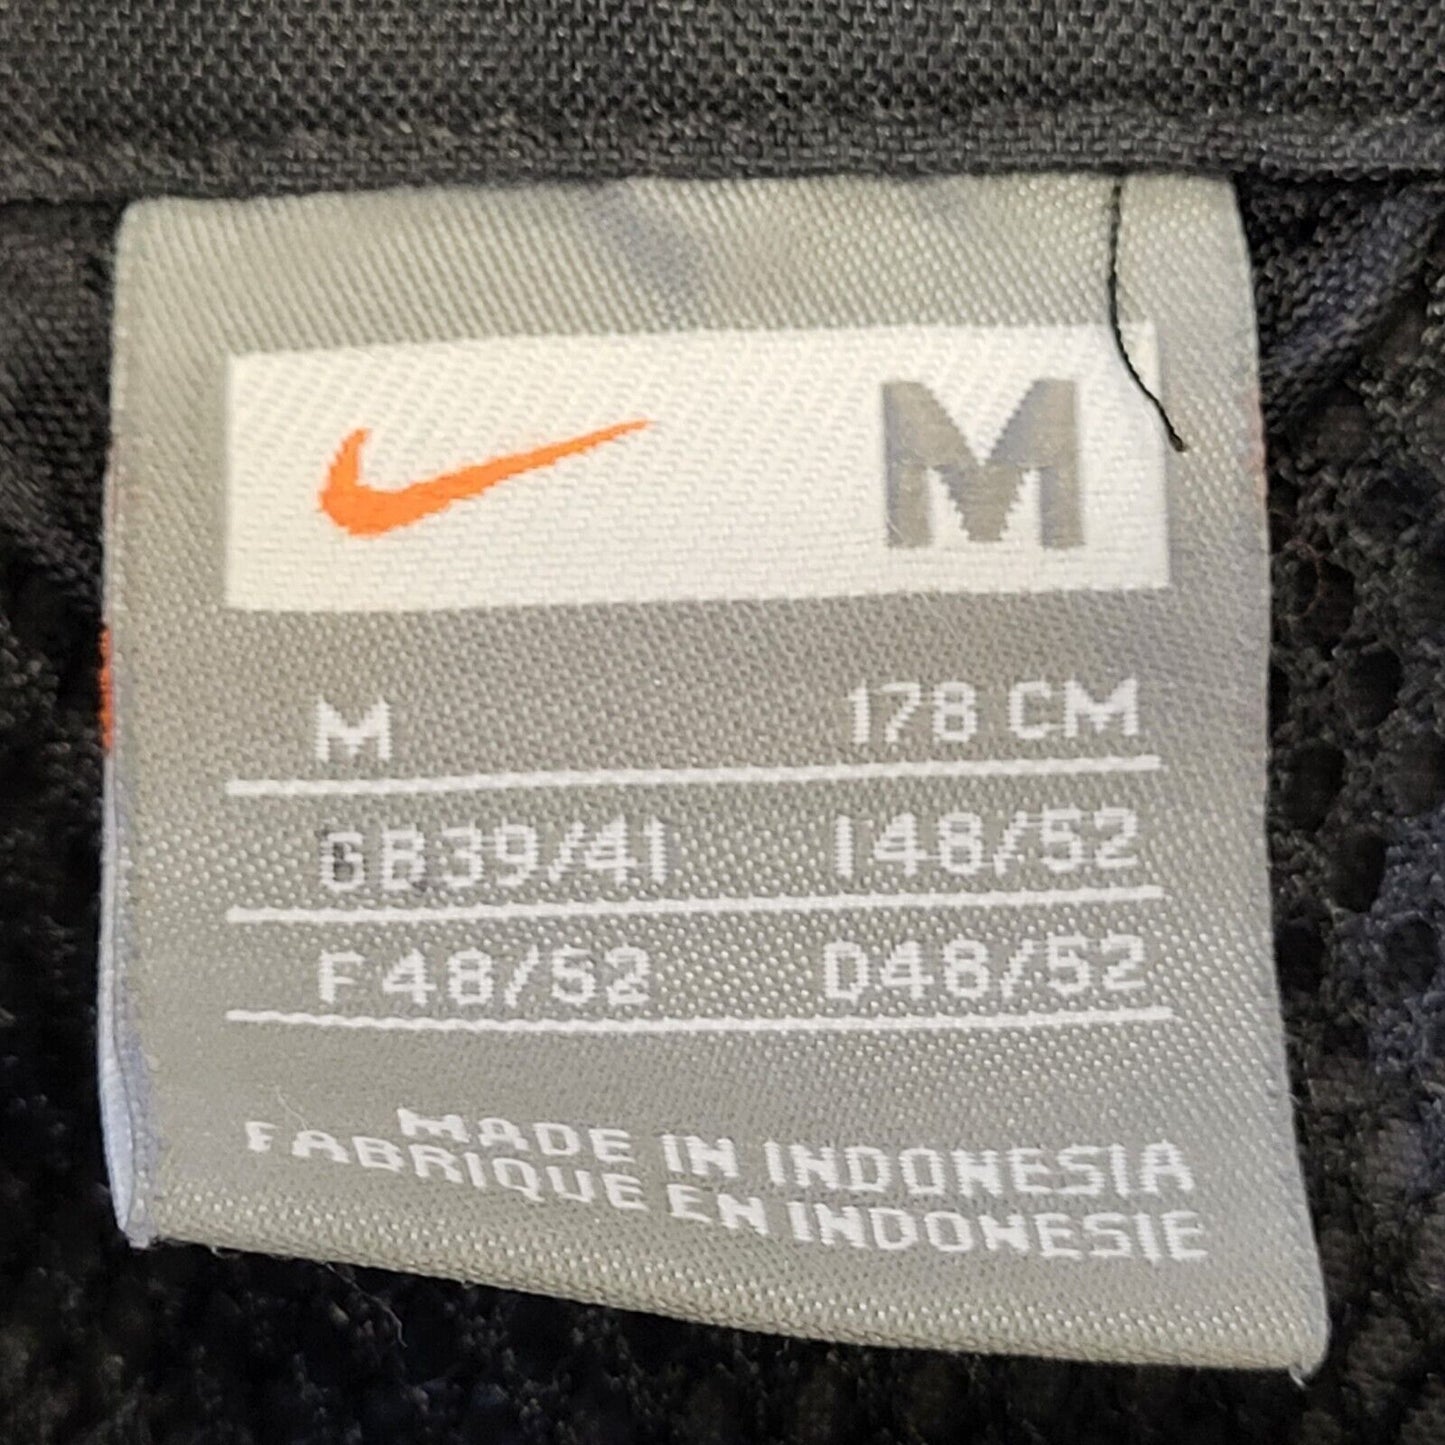 M
M 178 CM
GB39/41 I48/52
F48/52 D48/52
MADE IN INDONESIA
FABRIQUE EN INDONESIE